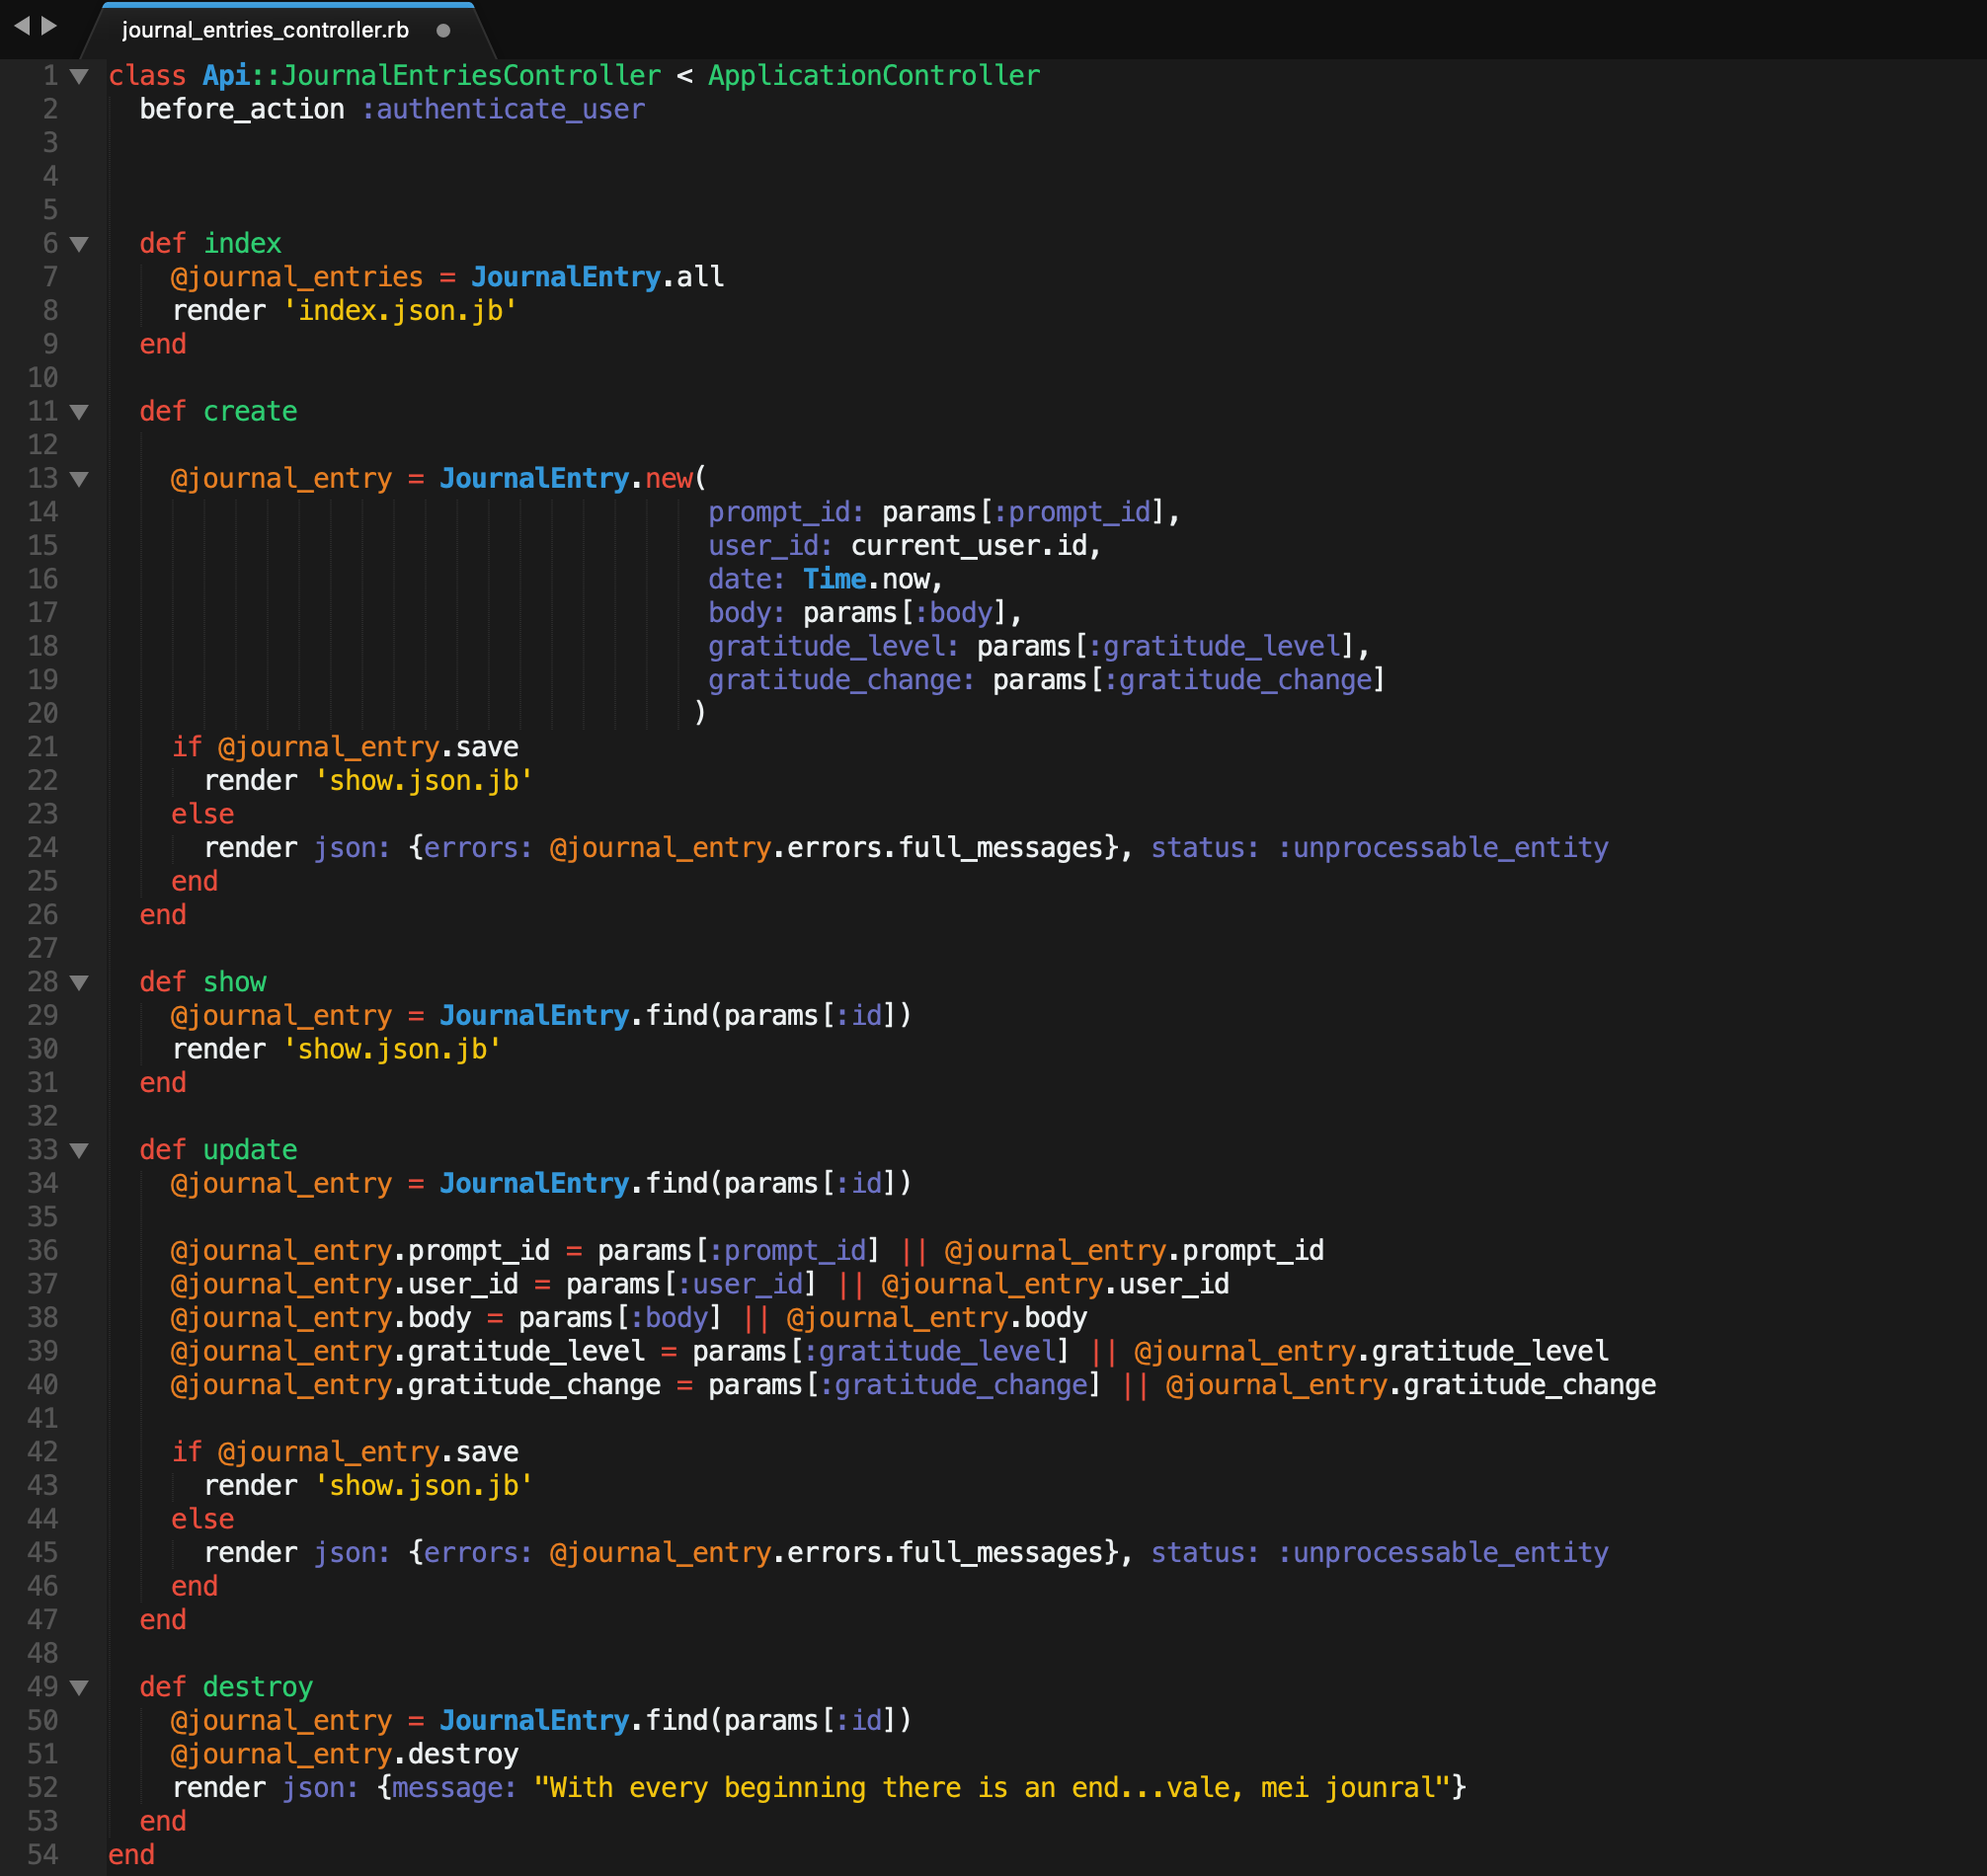 journal_entries_controller.rb
1 class Api::JournalEntriesController < ApplicationController
2   before_action :authenticate_user
3
4
5
6   def index
7     @journal_entries = JournalEntry.all
8     render 'index.json.jb'
9   end
10
11   def create
12
13     @journal_entry = JournalEntry.new(
14                                       prompt_id: params[:prompt_id],
15                                       user_id: current_user.id,
16                                       date: Time.now,
17                                       body: params[:body],
18                                       gratitude_level: params[:gratitude_level],
19                                       gratitude_change: params[:gratitude_change]
20                                      )
21     if @journal_entry.save
22       render 'show.json.jb'
23     else
24       render json: {errors: @journal_entry.errors.full_messages}, status: :unprocessable_entity
25     end
26   end
27
28   def show
29     @journal_entry = JournalEntry.find(params[:id])
30     render 'show.json.jb'
31   end
32
33   def update
34     @journal_entry = JournalEntry.find(params[:id])
35
36     @journal_entry.prompt_id = params[:prompt_id] || @journal_entry.prompt_id
37     @journal_entry.user_id = params[:user_id] || @journal_entry.user_id
38     @journal_entry.body = params[:body] || @journal_entry.body
39     @journal_entry.gratitude_level = params[:gratitude_level] || @journal_entry.gratitude_level
40     @journal_entry.gratitude_change = params[:gratitude_change] || @journal_entry.gratitude_change
41
42     if @journal_entry.save
43       render 'show.json.jb'
44     else
45       render json: {errors: @journal_entry.errors.full_messages}, status: :unprocessable_entity
46     end
47   end
48
49   def destroy
50     @journal_entry = JournalEntry.find(params[:id])
51     @journal_entry.destroy
52     render json: {message: "With every beginning there is an end...vale, mei jounral"}
53   end
54 end